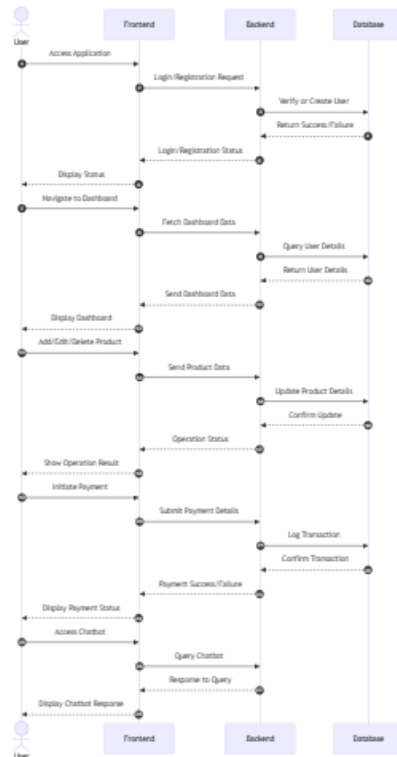 Frontend
Backend
Database
User
Access Application
Login/Registration Request
Verify or Create User
Return Success/Failure
Login/Registration Status
Display Status
Navigate to Dashboard
Fetch Dashboard Data
Query User Details
Return User Details
Send Dashboard Data
Display Dashboard
Add/Edit/Delete Product
Send Product Data
Update Product Details
Confirm Update
Operation Status
Show Operation Result
Initiate Payment
Submit Payment Details
Log Transaction
Confirm Transaction
Payment Success/Failure
Display Payment Status
Access Chatbot
Query Chatbot
Response to Query
Display Chatbot Response
Frontend
Backend
Database
User